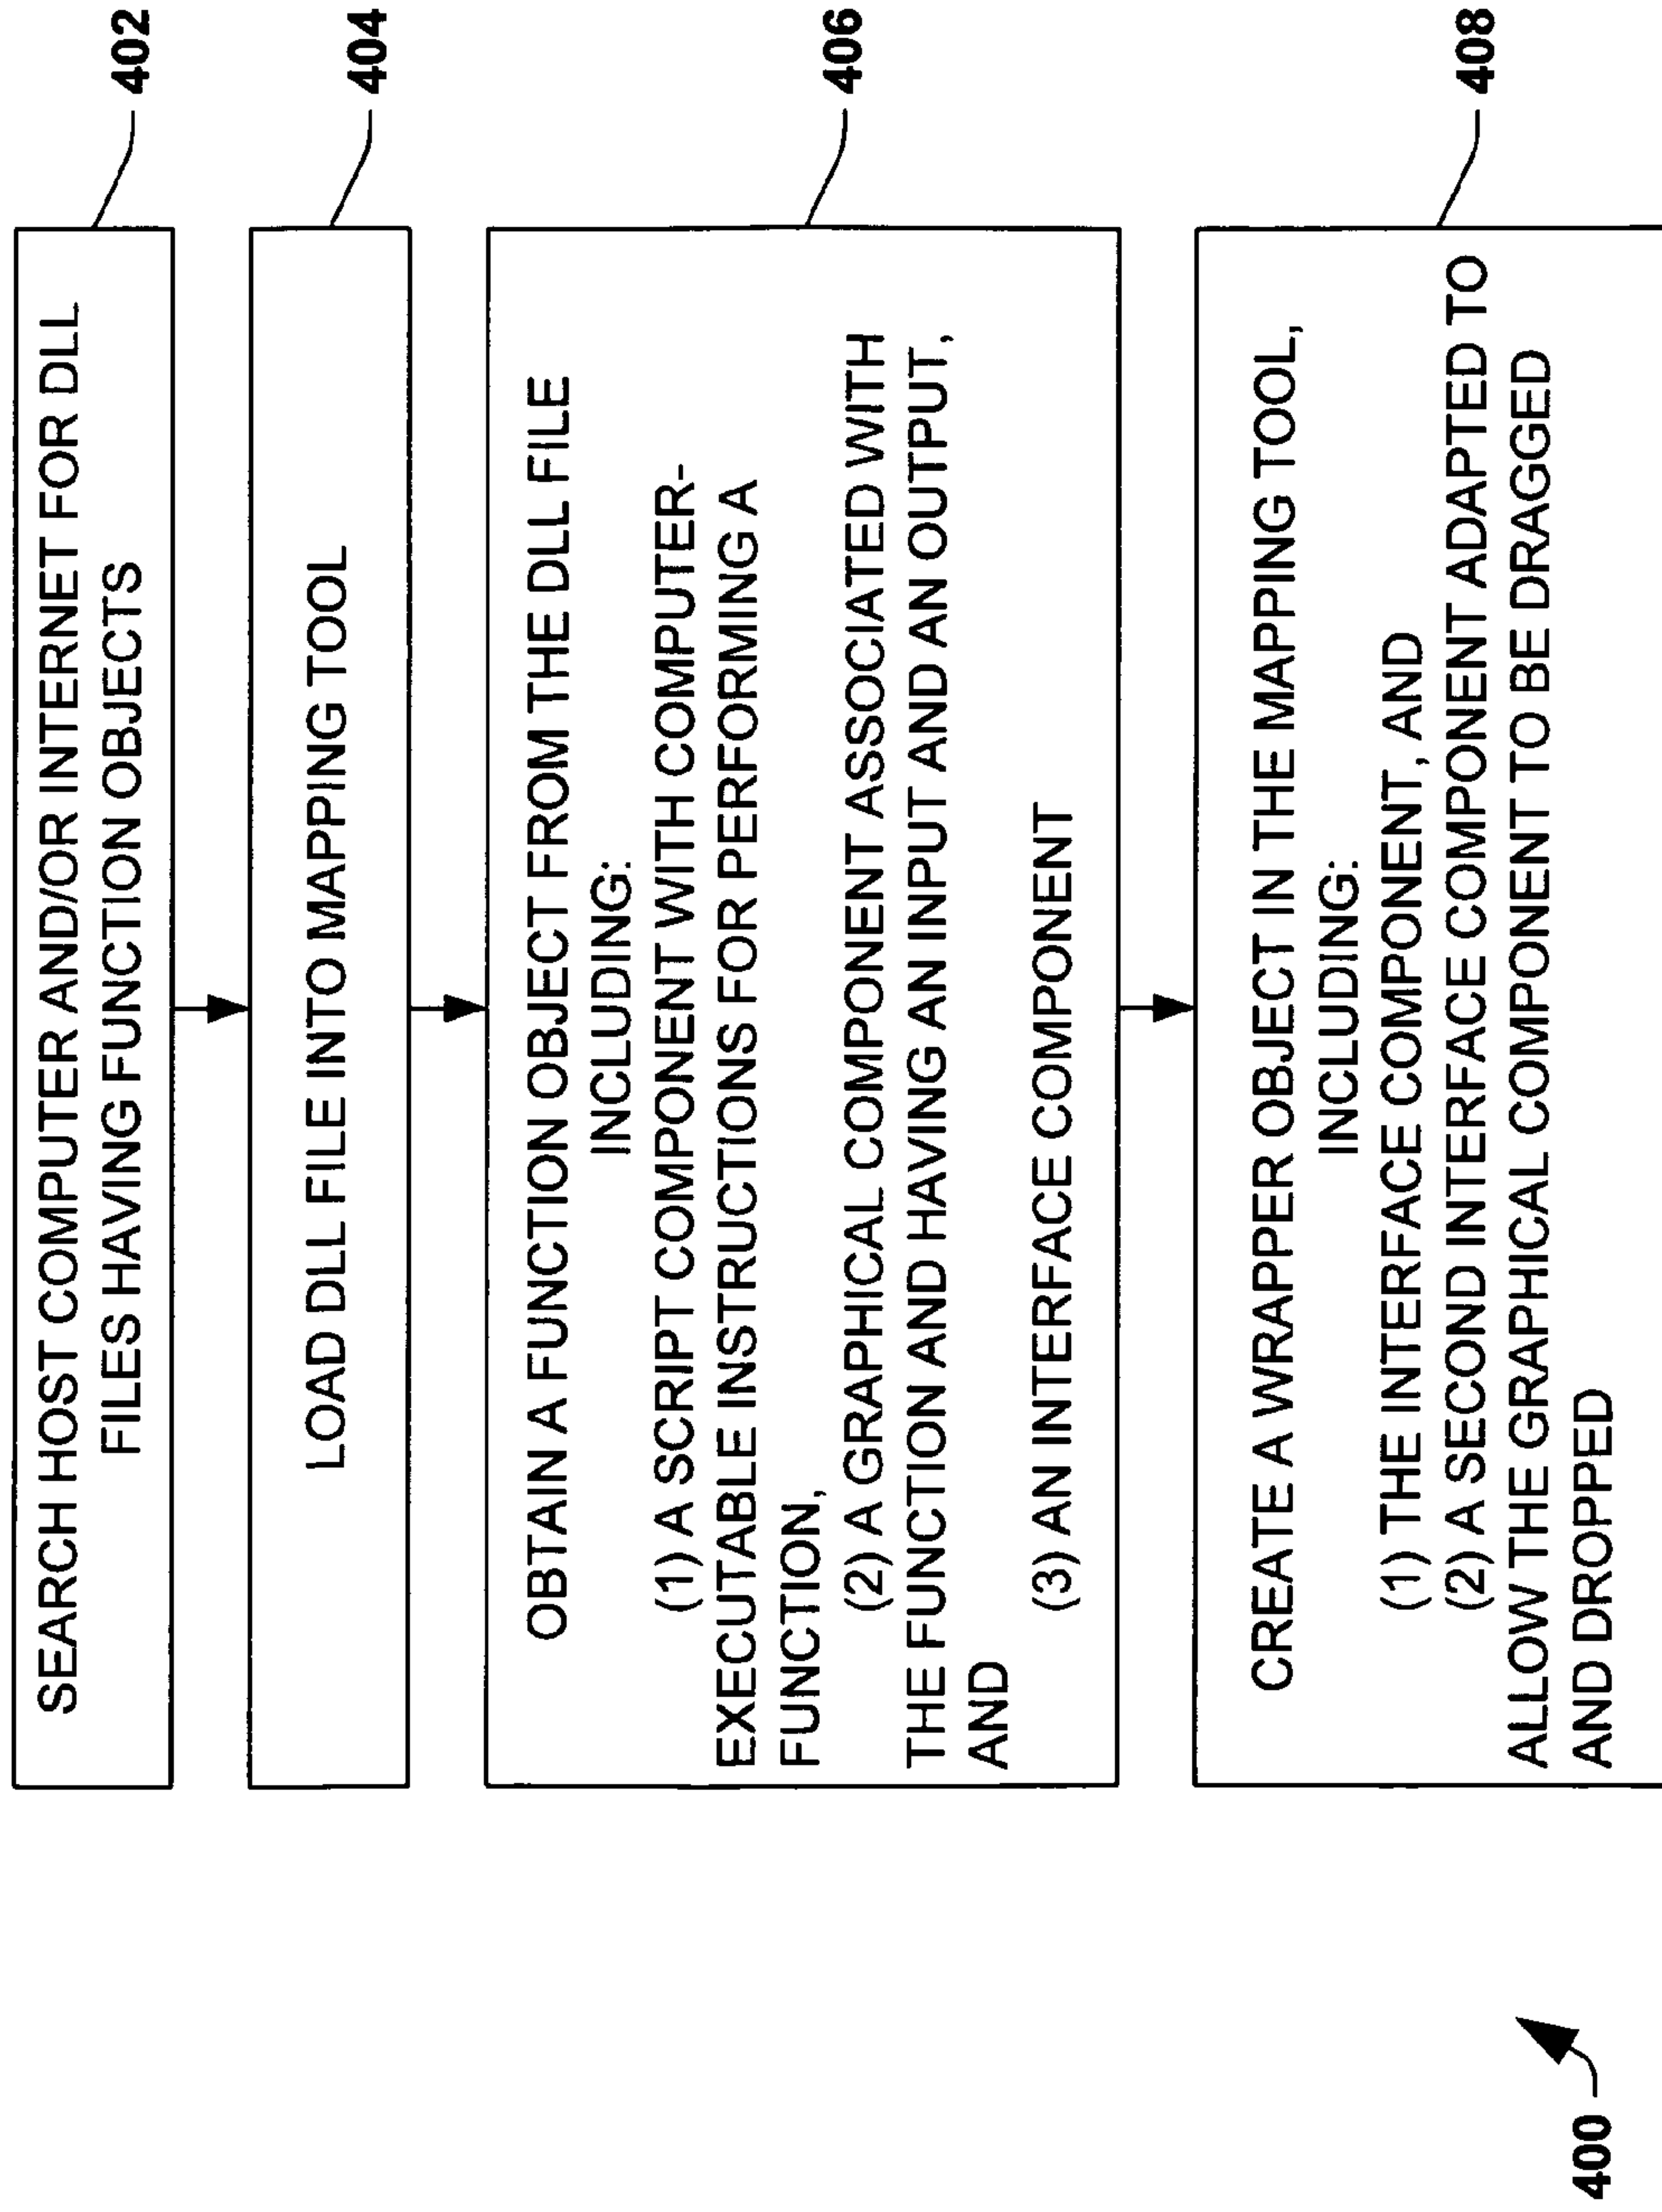 SEARCH HOST COMPUTER AND/OR INTERNET FOR DLL
FILES HAVING FUNCTION OBJECTS
402
LOAD DLL FILE INTO MAPPING TOOL
404
OBTAIN A FUNCTION OBJECT FROM THE DLL FILE
INCLUDING:
(1) A SCRIPT COMPONENT WITH COMPUTER-
EXECUTABLE INSTRUCTIONS FOR PERFORMING A
FUNCTION,
(2) A GRAPHICAL COMPONENT ASSOCIATED WITH
THE FUNCTION AND HAVING AN INPUT AND AN OUTPUT,
AND
(3) AN INTERFACE COMPONENT
406
CREATE A WRAPPER OBJECT IN THE MAPPING TOOL,
INCLUDING:
(1) THE INTERFACE COMPONENT, AND
(2) A SECOND INTERFACE COMPONENT ADAPTED TO
ALLOW THE GRAPHICAL COMPONENT TO BE DRAGGED
AND DROPPED
408
400